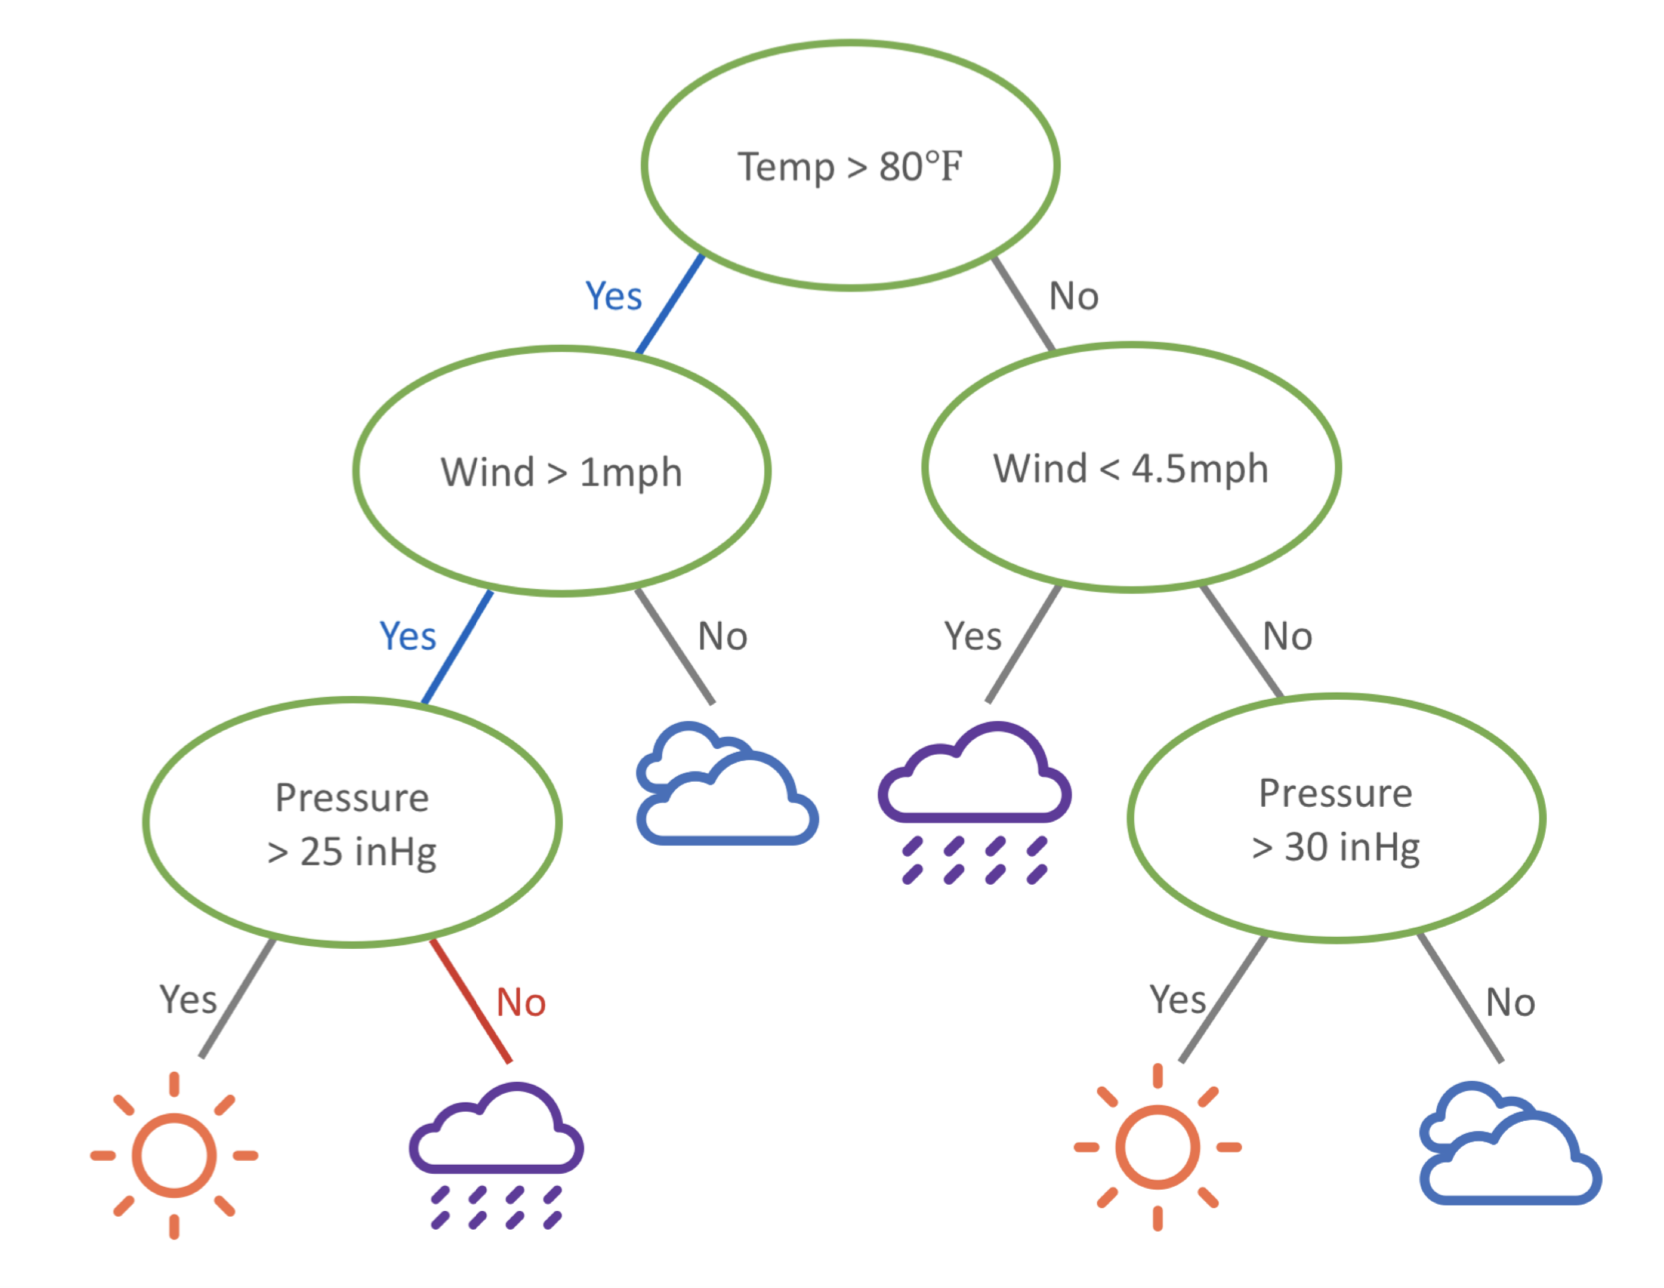 Temp > 80°F
Yes
No
Wind > 1mph
Wind < 4.5mph
Yes
No
Yes
No
Pressure
> 25 inHg
Pressure
> 30 inHg
Yes
No
Yes
No